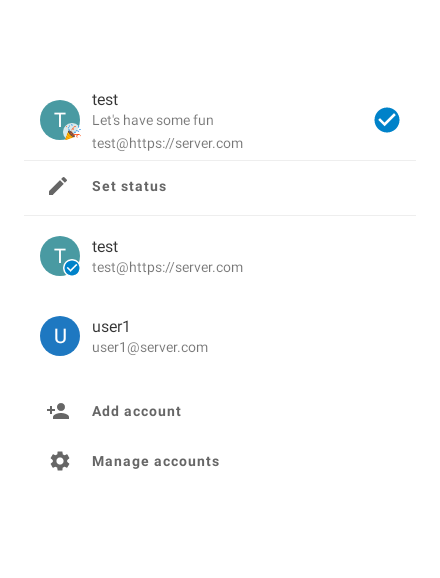 T
test
Let's have some fun
test@https://server.com
Set status
T
test
test@https://server.com
U
user1
user1@server.com
Add account
Manage accounts